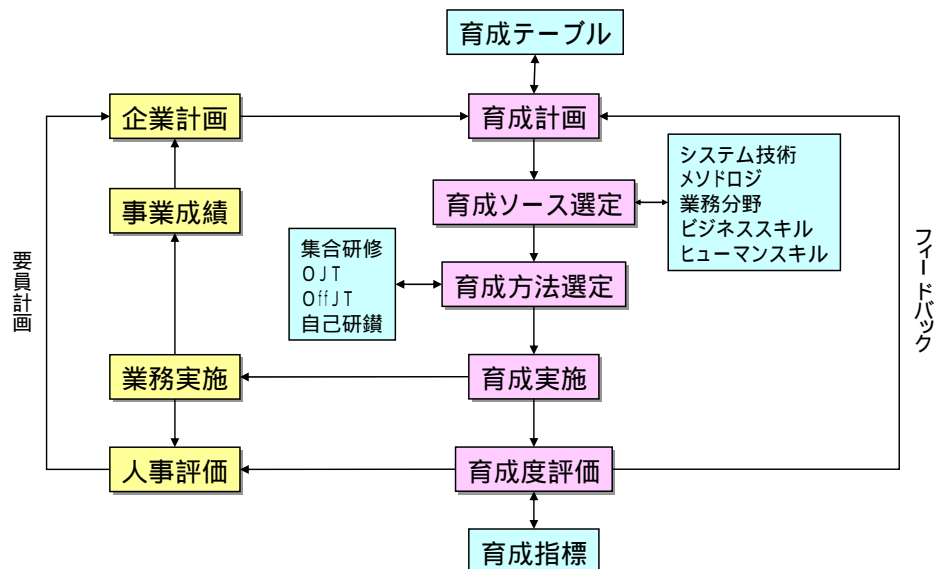 育成テーブル
企業計画
育成計画
システム技術
メソドロジ
業務分野
ビジネススキル
ヒューマンスキル
事業成績
育成ソース選定
集合研修
OJT
OffJT
自己研鑚
育成方法選定
要員計画
フィードバック
業務実施
育成実施
人事評価
育成度評価
育成指標